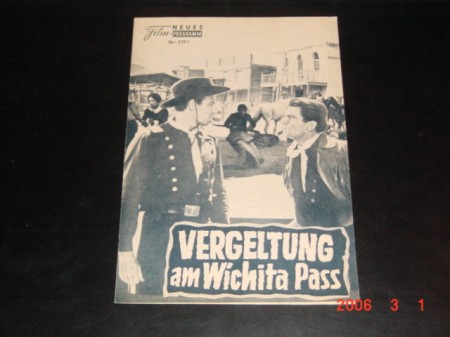 NEUES
Film-PROGRAMM
VERGELTUNG
am Wichita Pass
2006 3 1